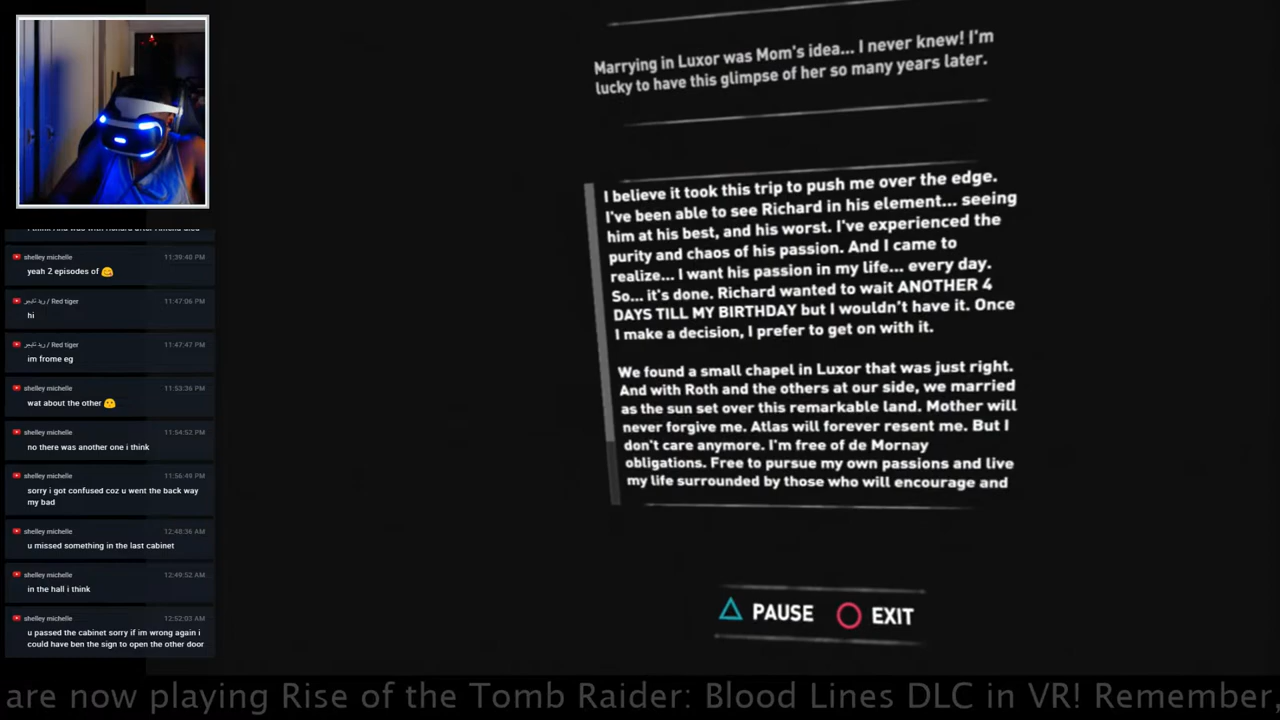 Marrying in Luxor was Mom's idea... I never knew! I'm
lucky to have this glimpse of her so many years later.
I believe it took this trip to push me over the edge.
I've been able to see Richard in his element... seeing
him at his best, and his worst. I've experienced the
purity and chaos of his passion. And I came to
realize... I want his passion in my life... every day.
So... it's done. Richard wanted to wait ANOTHER 4
DAYS TILL MY BIRTHDAY but I wouldn't have it. Once
I make a decision, I prefer to get on with it.
We found a small chapel in Luxor that was just right.
And with Roth and the others at our side, we married
as the sun set over this remarkable land. Mother will
never forgive me. Atlas will forever resent me. But I
don't care anymore. I'm free of de Mornay
obligations. Free to pursue my own passions and live
my life surrounded by those who will encourage and
PAUSE
EXIT
shelley michelle 11:39:40 PM
yeah 2 episodes of 🤗
/ Red tiger 11:47:06 PM
hi
/ Red tiger 11:47:47 PM
im frome eg
shelley michelle 11:53:36 PM
wat about the other 🤔
shelley michelle 11:54:52 PM
no there was another one i think
shelley michelle 11:56:49 PM
sorry i got confused coz u went the back way
my bad
shelley michelle 12:48:36 AM
u missed something in the last cabinet
shelley michelle 12:49:52 AM
in the hall i think
shelley michelle 12:52:03 AM
u passed the cabinet sorry if im wrong again i
could have ben the sign to open the other door
are now playing Rise of the Tomb Raider: Blood Lines DLC in VR! Remember,